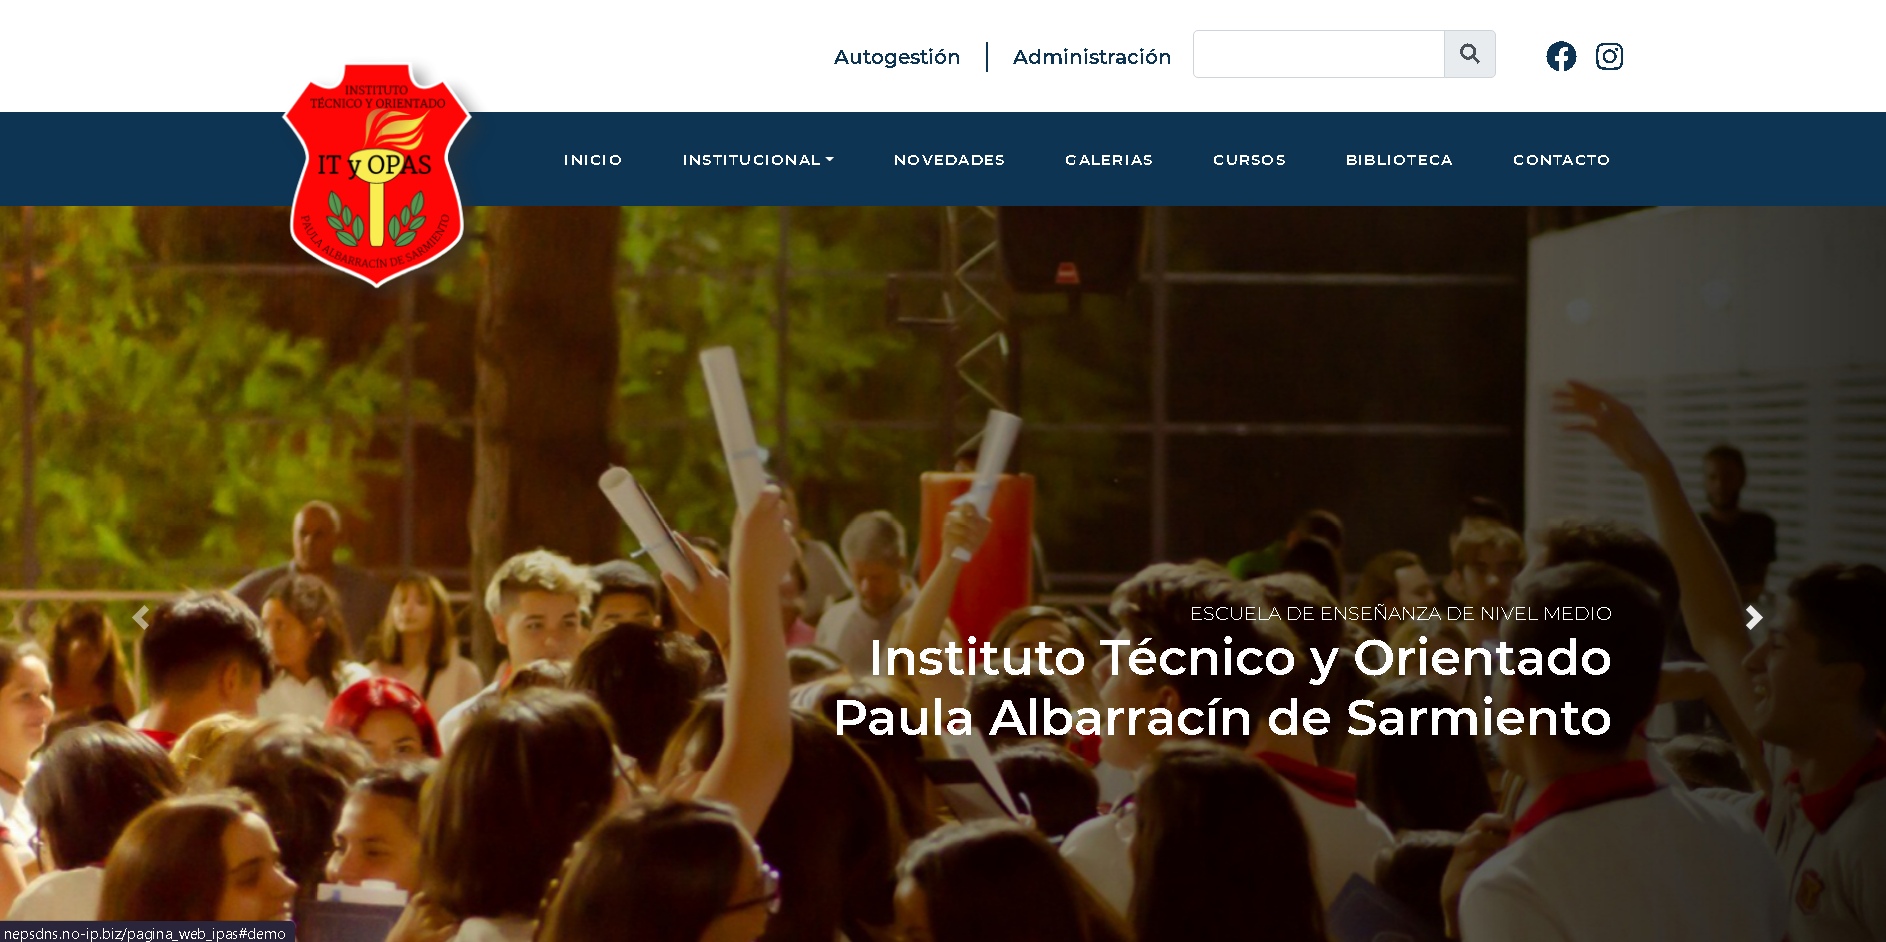 Autogestión
Administración
INSTITUTO
TÉCNICO Y ORIENTADO
IT y OPAS
PAULA ALBARRACÍN DE SARMIENTO
INICIO
INSTITUCIONAL
NOVEDADES
GALERIAS
CURSOS
BIBLIOTECA
CONTACTO
ESCUELA DE ENSEÑANZA DE NIVEL MEDIO
Instituto Técnico y Orientado
Paula Albarracín de Sarmiento
nepsdns.no-ip.biz/pagina_web_ipas#demo